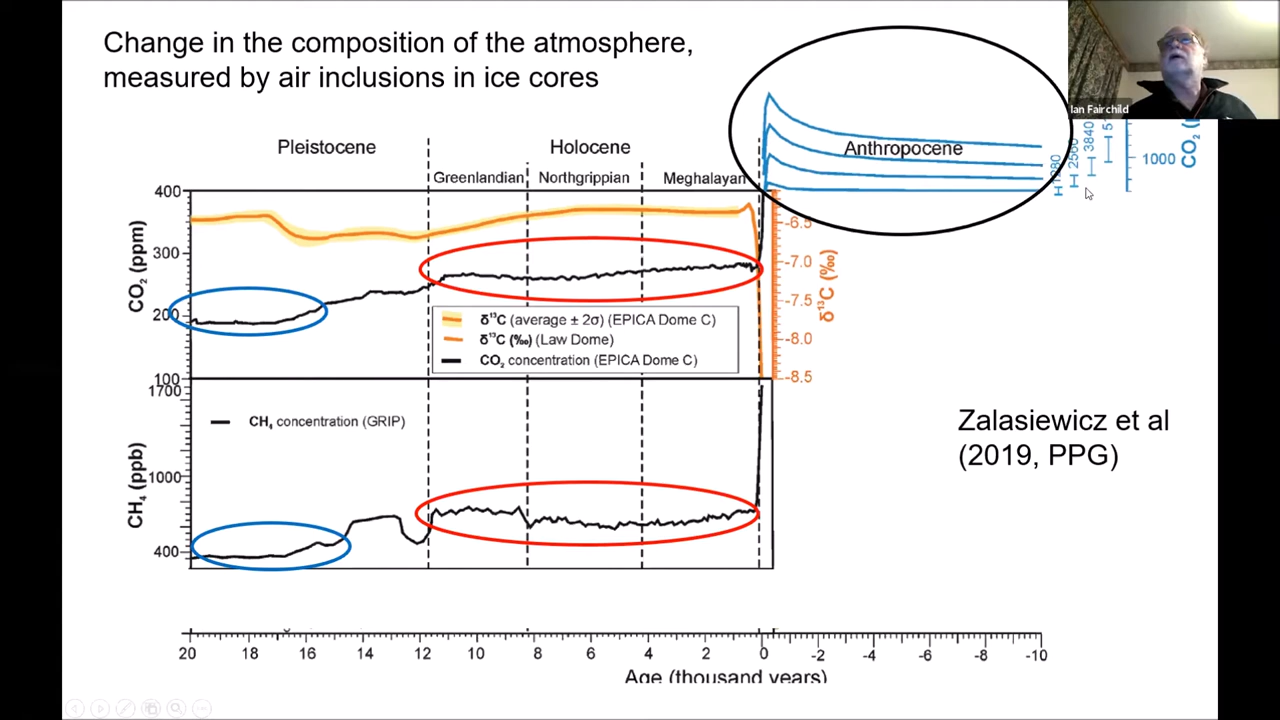 Change in the composition of the atmosphere,
measured by air inclusions in ice cores
Ian Fairchild
Pleistocene
Holocene
Anthropocene
Greenlandian
Northgrippian
Meghalayan
400
300
200
100
CO₂ (ppm)
-6.5
-7.0
-7.5
-8.0
-8.5
δ¹³C (‰)
2560
3840
1000
CO₂
δ¹³C (average ± 2σ) (EPICA Dome C)
δ¹³C (‰) (Law Dome)
CO₂ concentration (EPICA Dome C)
1700
1000
400
CH₄ (ppb)
CH₄ concentration (GRIP)
Zalasiewicz et al
(2019, PPG)
20 18 16 14 12 10 8 6 4 2 0 -2 -4 -6 -8 -10
Age (thousand years)